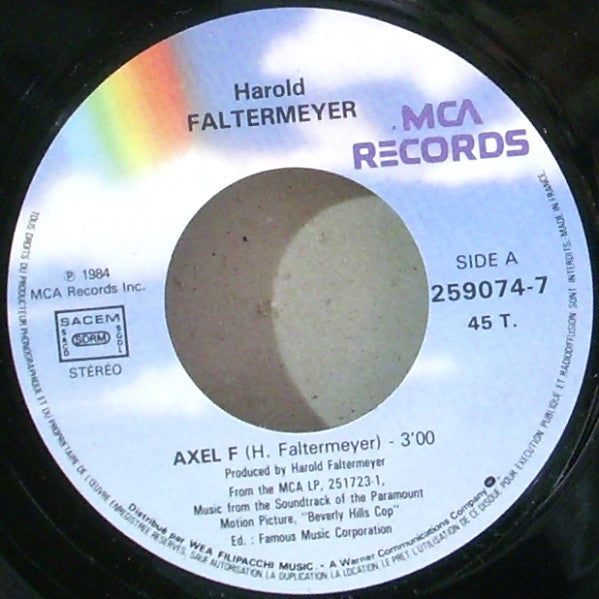 Harold
FALTERMEYER
MCA
RECORDS
℗ 1984
MCA Records Inc.
SACEM
SACD
SDRM
SGDL
STÉRÉO
SIDE A
259074-7
45 T.
AXEL F (H. Faltermeyer) - 3'00
Produced by Harold Faltermeyer
From the MCA LP, 251723-1,
Music from the Soundtrack of the Paramount
Motion Picture, "Beverly Hills Cop"
Ed. : Famous Music Corporation
Distribué par WEA FILIPACCHI MUSIC. - A Warner Communications Company.
TOUS DROITS DU PRODUCTEUR PHONOGRAPHIQUE ET DU PROPRIETAIRE DE L'ŒUVRE ENREGISTREE RESERVES, SAUF AUTORISATION LA DUPLICATION LA LOCATION LE PRET, L'UTILISATION DE CE DISQUE POUR EXECUTION PUBLIQUE ET RADIODIFFUSION SONT INTERDITS. MADE IN FRANCE.